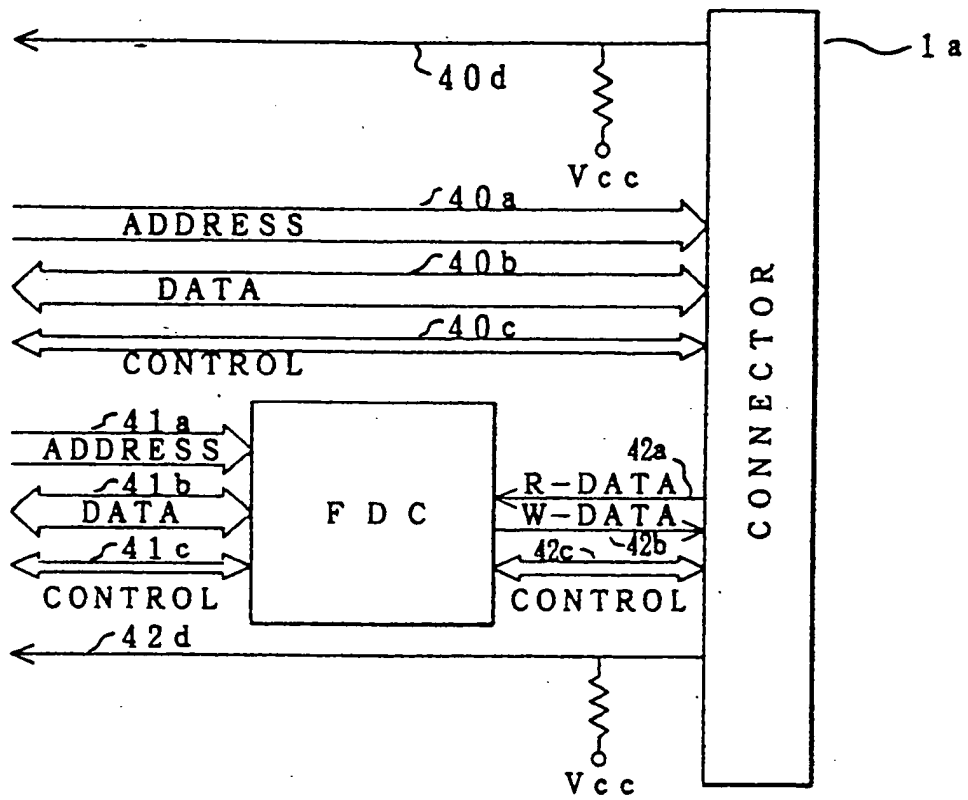 1a
40d
Vcc
40a
ADDRESS
40b
DATA
40c
CONTROL
CONNECTOR
41a
ADDRESS
41b
DATA
41c
CONTROL
FDC
42a
R-DATA
W-DATA
42b
42c
CONTROL
42d
Vcc